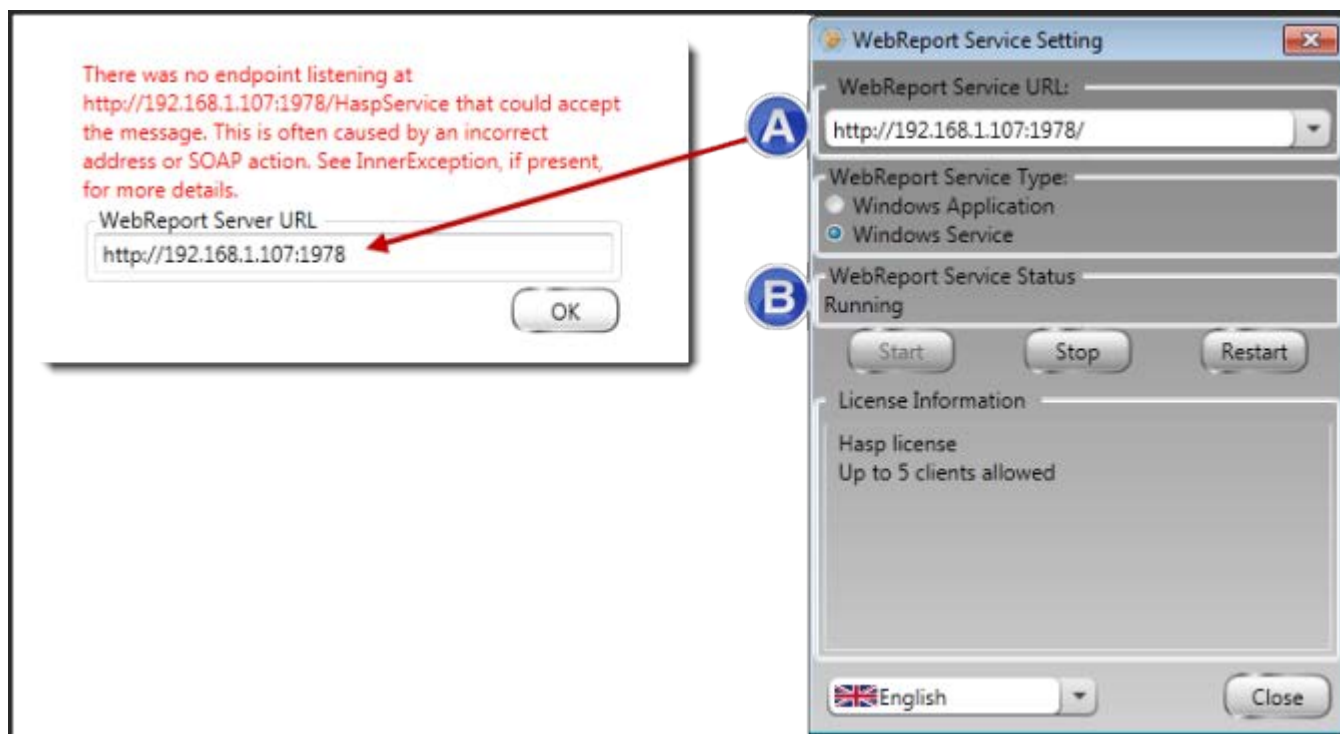 There was no endpoint listening at
http://192.168.1.107:1978/HaspService that could accept
the message. This is often caused by an incorrect
address or SOAP action. See InnerException, if present,
for more details.
WebReport Server URL
http://192.168.1.107:1978
OK
A
B
WebReport Service Setting
WebReport Service URL:
http://192.168.1.107:1978/
WebReport Service Type:
Windows Application
Windows Service
WebReport Service Status
Running
Start Stop Restart
License Information
Hasp license
Up to 5 clients allowed
English
Close